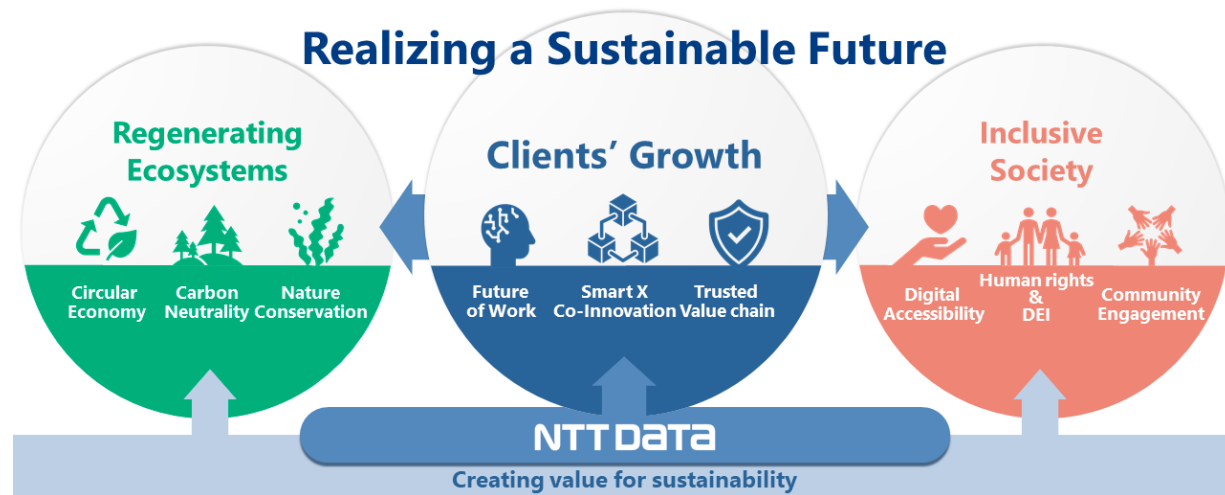 Realizing a Sustainable Future
Regenerating
Ecosystems
Circular
Economy
Carbon
Neutrality
Nature
Conservation
Clients’ Growth
Future
of Work
Smart X
Co-Innovation
Trusted
Value chain
Inclusive
Society
Digital
Accessibility
Human rights
&
DEI
Community
Engagement
NTT DATA
Creating value for sustainability